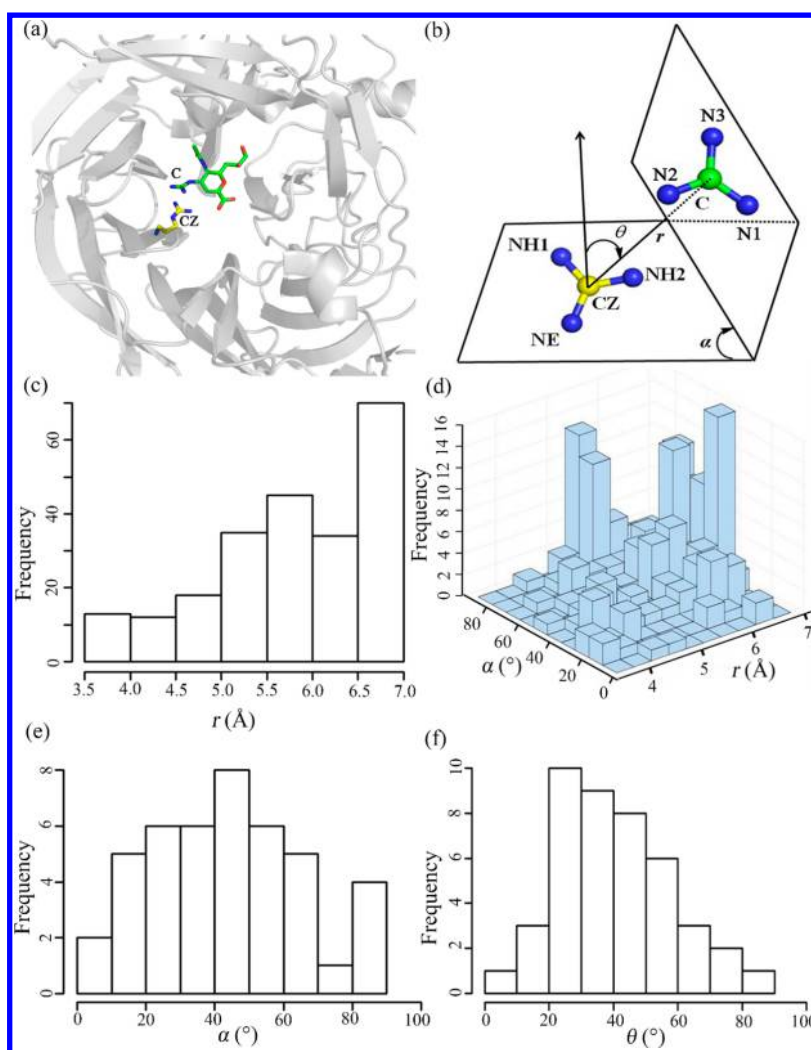 (a)
C
CZ
(b)
N3
N2
C
N1
θ
r
NH1
NH2
CZ
NE
α
(c)
Frequency
0 20 40 60
3.5 4.0 4.5 5.0 5.5 6.0 6.5 7.0
r (Å)
(d)
Frequency
0 2 4 6 8 10 12 14 16
80 60 40 20 0
α (°)
4 5 6 7
r (Å)
(e)
Frequency
0 2 4 6 8
0 20 40 60 80 100
α (°)
(f)
Frequency
0 2 4 6 8 10
0 20 40 60 80 100
θ (°)